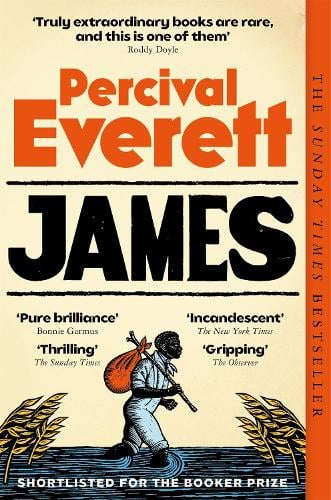 ‘Truly extraordinary books are rare,
and this is one of them’
Roddy Doyle
Percival
Everett
JAMES
‘Pure brilliance’
Bonnie Garmus
‘Incandescent’
The New York Times
‘Thrilling’
The Sunday Times
‘Gripping’
The Observer
SHORTLISTED FOR THE BOOKER PRIZE
THE SUNDAY TIMES BESTSELLER